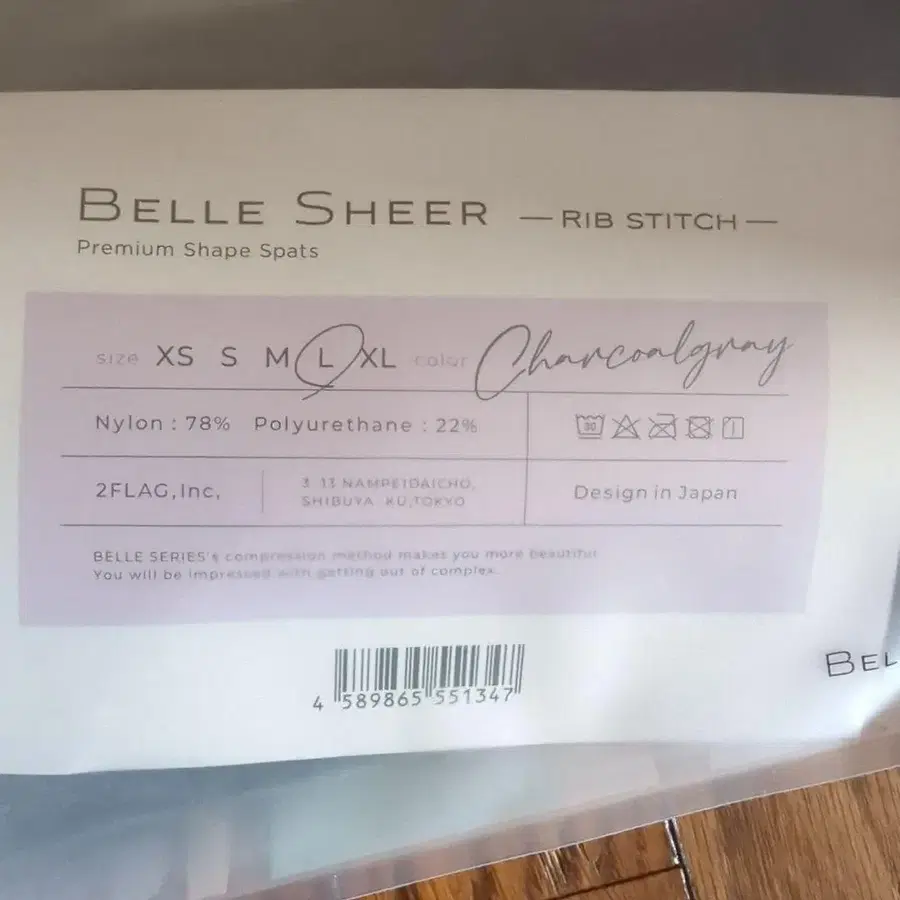 BELLE SHEER — RIB STITCH —
Premium Shape Spats
size XS S M L XL color Charcoalgray
Nylon : 78% Polyurethane : 22%
30
2FLAG,Inc,
3 13 NAMPEIDAICHO,
SHIBUYA KU,TOKYO
Design in Japan
BELLE SERIES's compression method makes you more beautiful
You will be impressed with getting out of complex.
4 589865 551347
BEL